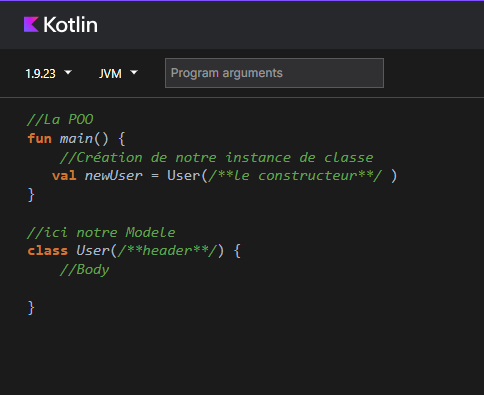 Kotlin
1.9.23 JVM Program arguments
//La POO
fun main() {
//Création de notre instance de classe
val newUser = User(/**le constructeur**/ )
}
//ici notre Modele
class User(/**header**/) {
//Body
}